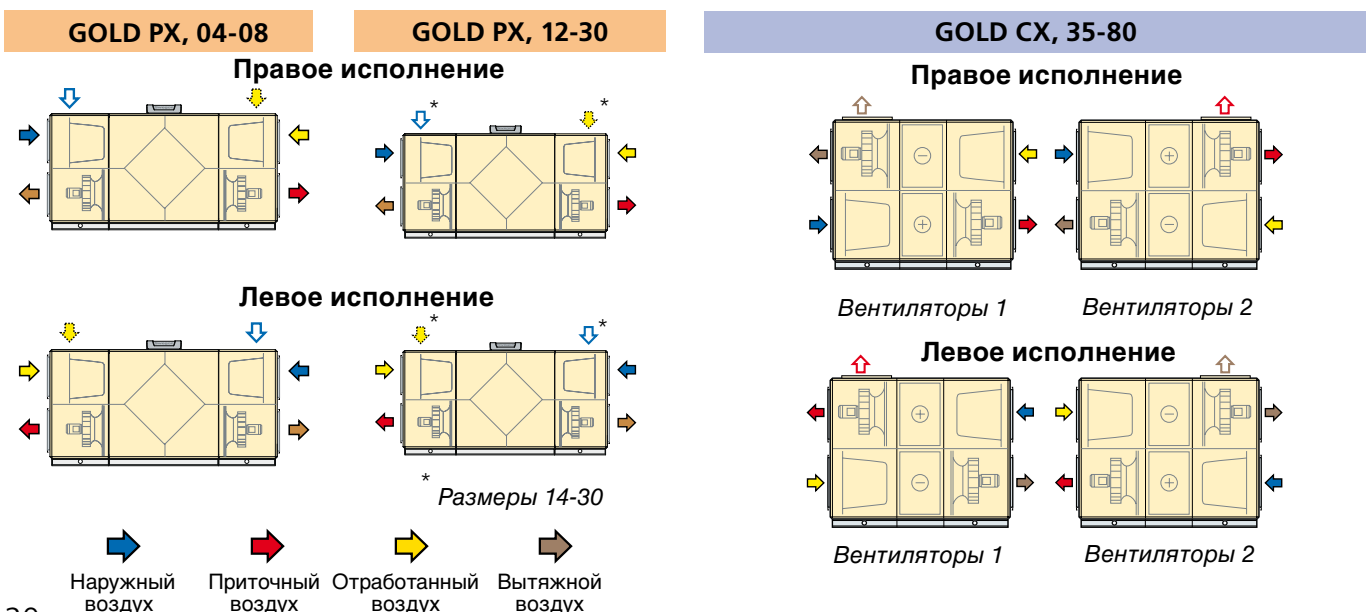 GOLD PX, 04-08
GOLD PX, 12-30
GOLD CX, 35-80
Правое исполнение
Правое исполнение
*
*
Вентиляторы 1
Вентиляторы 2
Левое исполнение
Левое исполнение
*
*
*
Размеры 14-30
Вентиляторы 1
Вентиляторы 2
Наружный
воздух
Приточный
воздух
Отработанный
воздух
Вытяжной
воздух